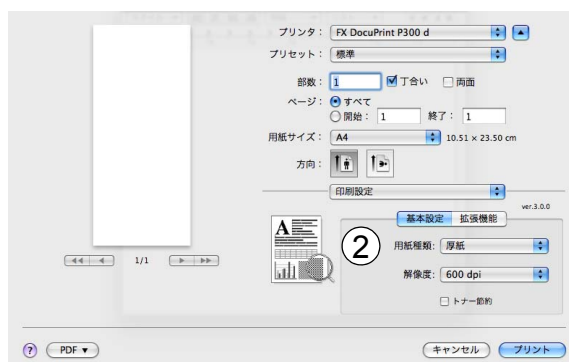 プリンタ： FX DocuPrint P300 d
プリセット： 標準
部数： 1 丁合い 両面
ページ： すべて
開始： 1 終了： 1
用紙サイズ： A4 10.51 × 23.50 cm
方向：
印刷設定
ver.3.0.0
基本設定 拡張機能
A
② 用紙種類: 厚紙
1/1
解像度: 600 dpi
トナー節約
? PDF ▼ キャンセル プリント